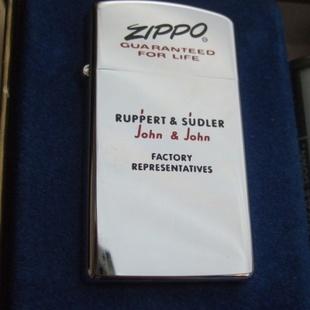 ZIPPO®
GUARANTEED
FOR LIFE
RUPPERT & SUDLER
John & John
FACTORY
REPRESENTATIVES